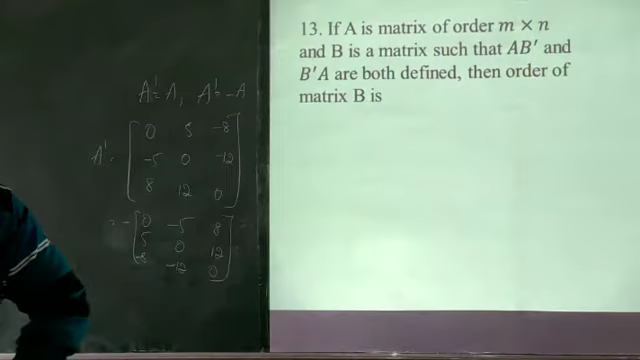 A' = A, A' = -A
A' = [ 0 5 -8
-5 0 -12
8 12 0 ]
= - [ 0 -5 8
5 0 12
-8 -12 0 ] =
13. If A is matrix of order m × n
and B is a matrix such that AB′ and
B′A are both defined, then order of
matrix B is